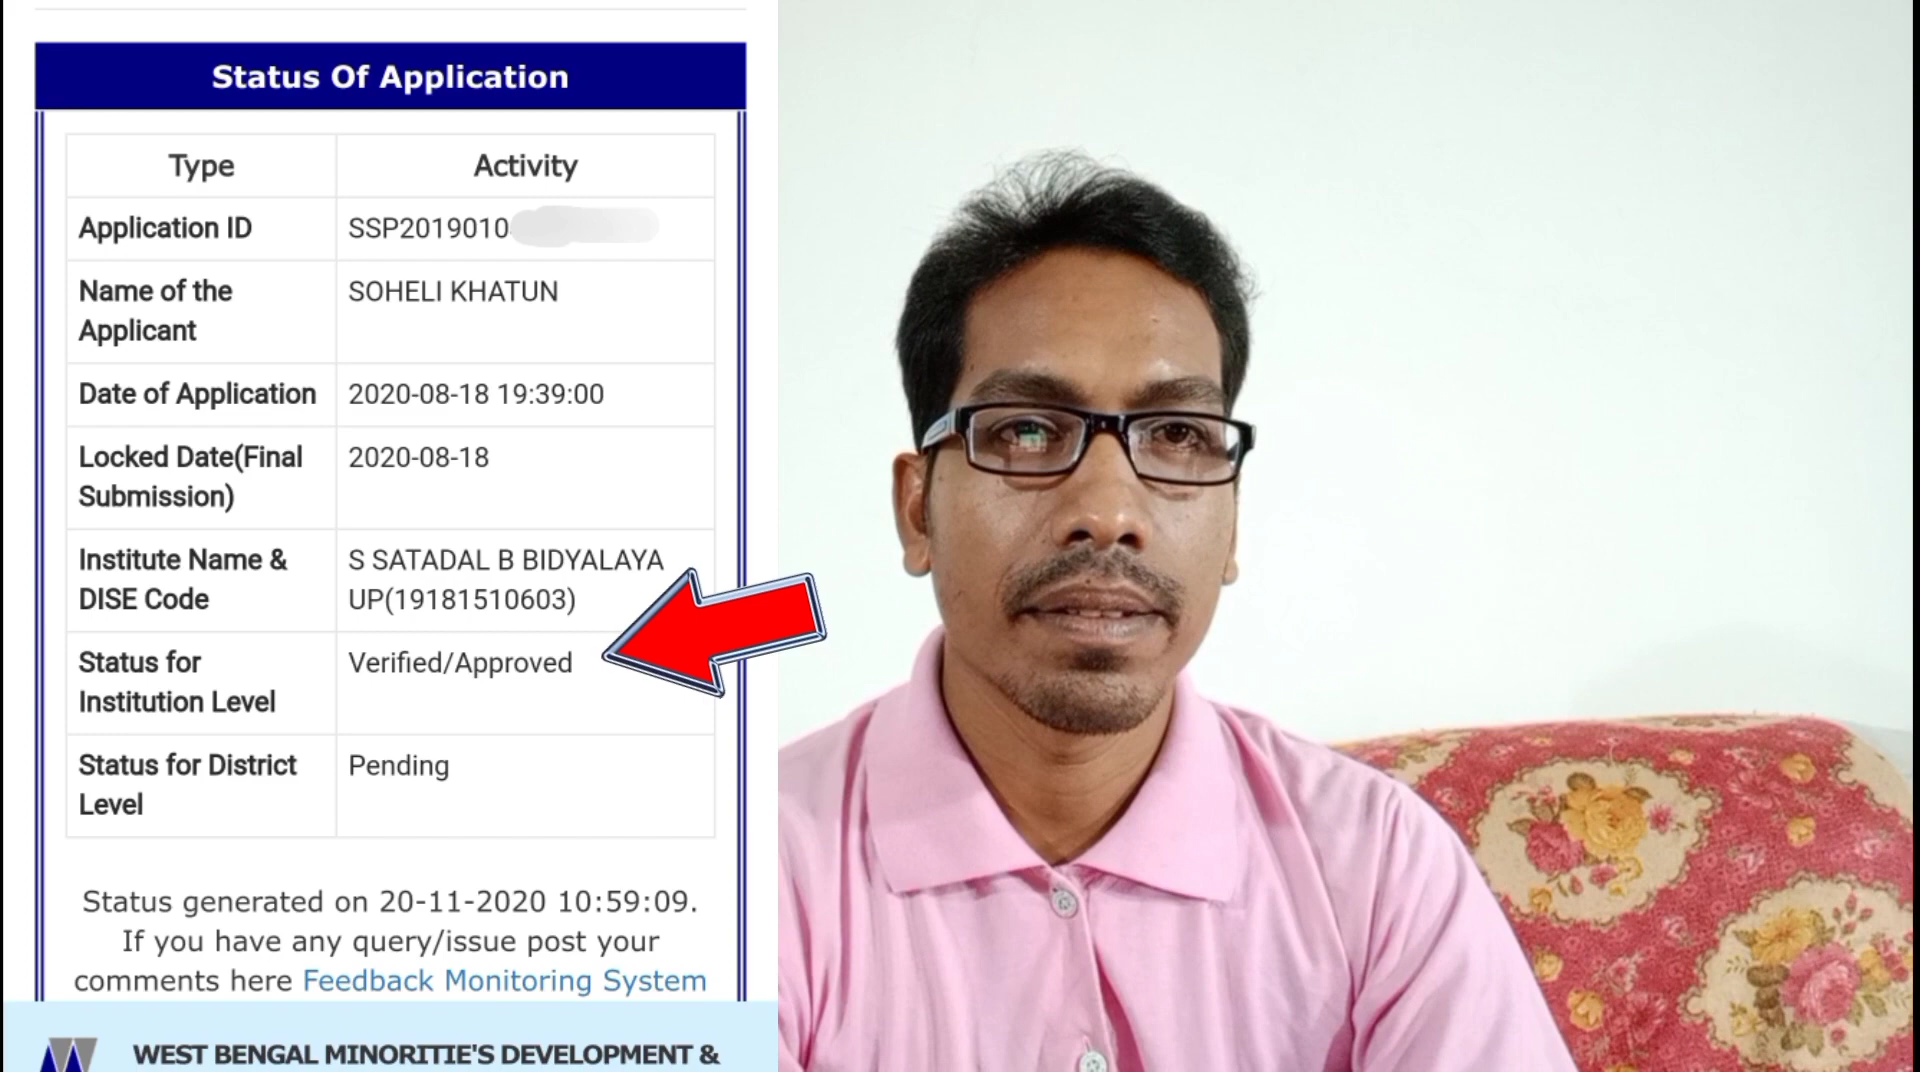 Status Of Application
Type Activity
Application ID SSP2019010
Name of the SOHELI KHATUN
Applicant
Date of Application 2020-08-18 19:39:00
Locked Date(Final 2020-08-18
Submission)
Institute Name & S SATADAL B BIDYALAYA
DISE Code UP(19181510603)
Status for Verified/Approved
Institution Level
Status for District Pending
Level
Status generated on 20-11-2020 10:59:09.
If you have any query/issue post your
comments here Feedback Monitoring System
WEST BENGAL MINORITIE'S DEVELOPMENT &